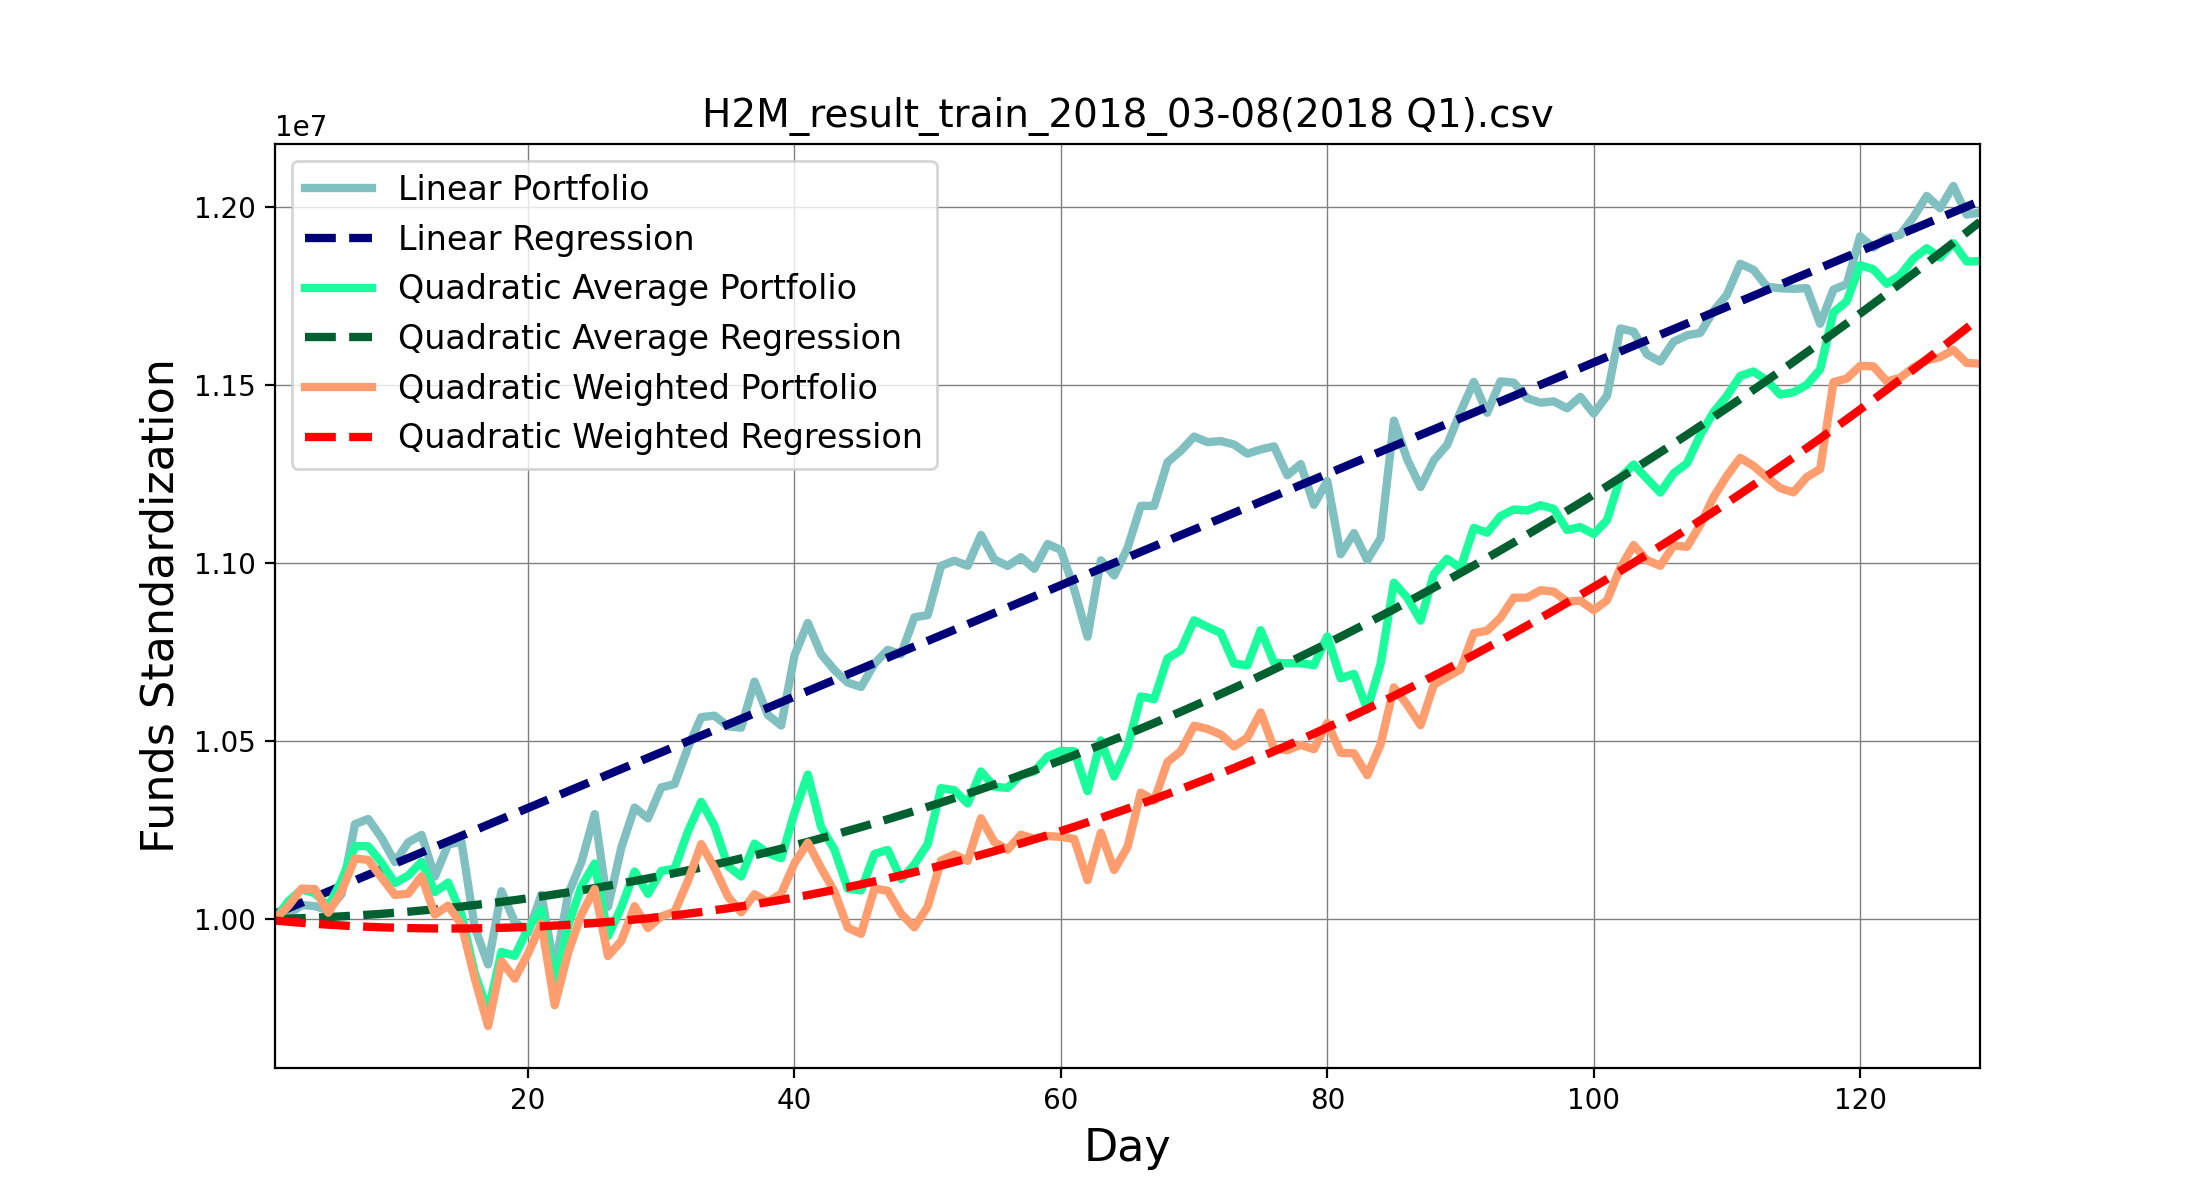 H2M_result_train_2018_03-08(2018 Q1).csv
1e7
Linear Portfolio
Linear Regression
Quadratic Average Portfolio
Quadratic Average Regression
Quadratic Weighted Portfolio
Quadratic Weighted Regression
Funds Standardization
1.20
1.15
1.10
1.05
1.00
20 40 60 80 100 120
Day